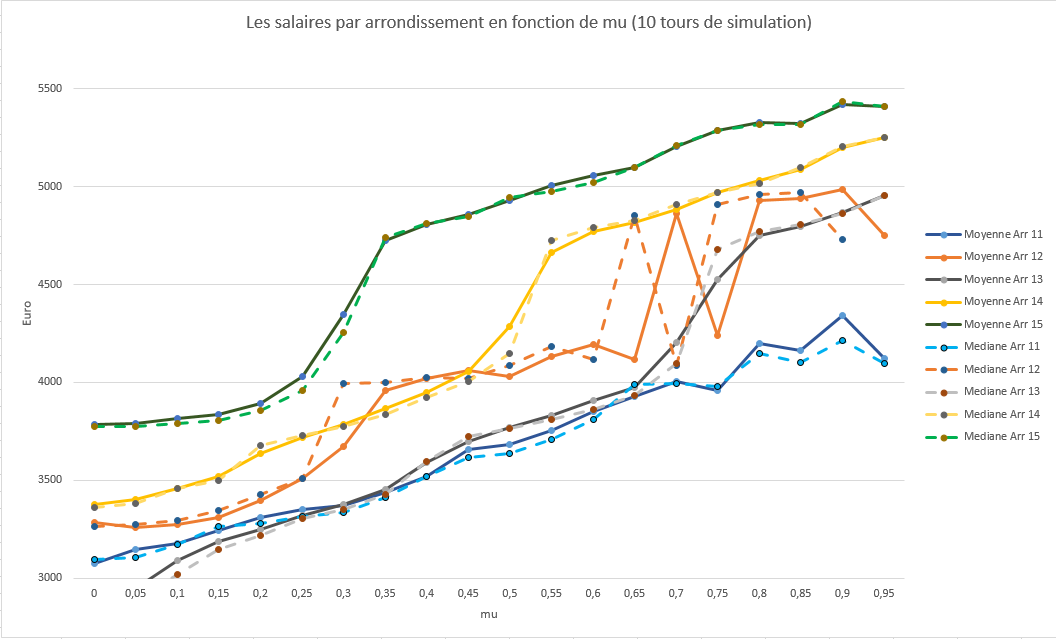 Les salaires par arrondissement en fonction de mu (10 tours de simulation)
5500
5000
4500
4000
3500
3000
Euro
0 0,05 0,1 0,15 0,2 0,25 0,3 0,35 0,4 0,45 0,5 0,55 0,6 0,65 0,7 0,75 0,8 0,85 0,9 0,95
mu
Moyenne Arr 11
Moyenne Arr 12
Moyenne Arr 13
Moyenne Arr 14
Moyenne Arr 15
Mediane Arr 11
Mediane Arr 12
Mediane Arr 13
Mediane Arr 14
Mediane Arr 15